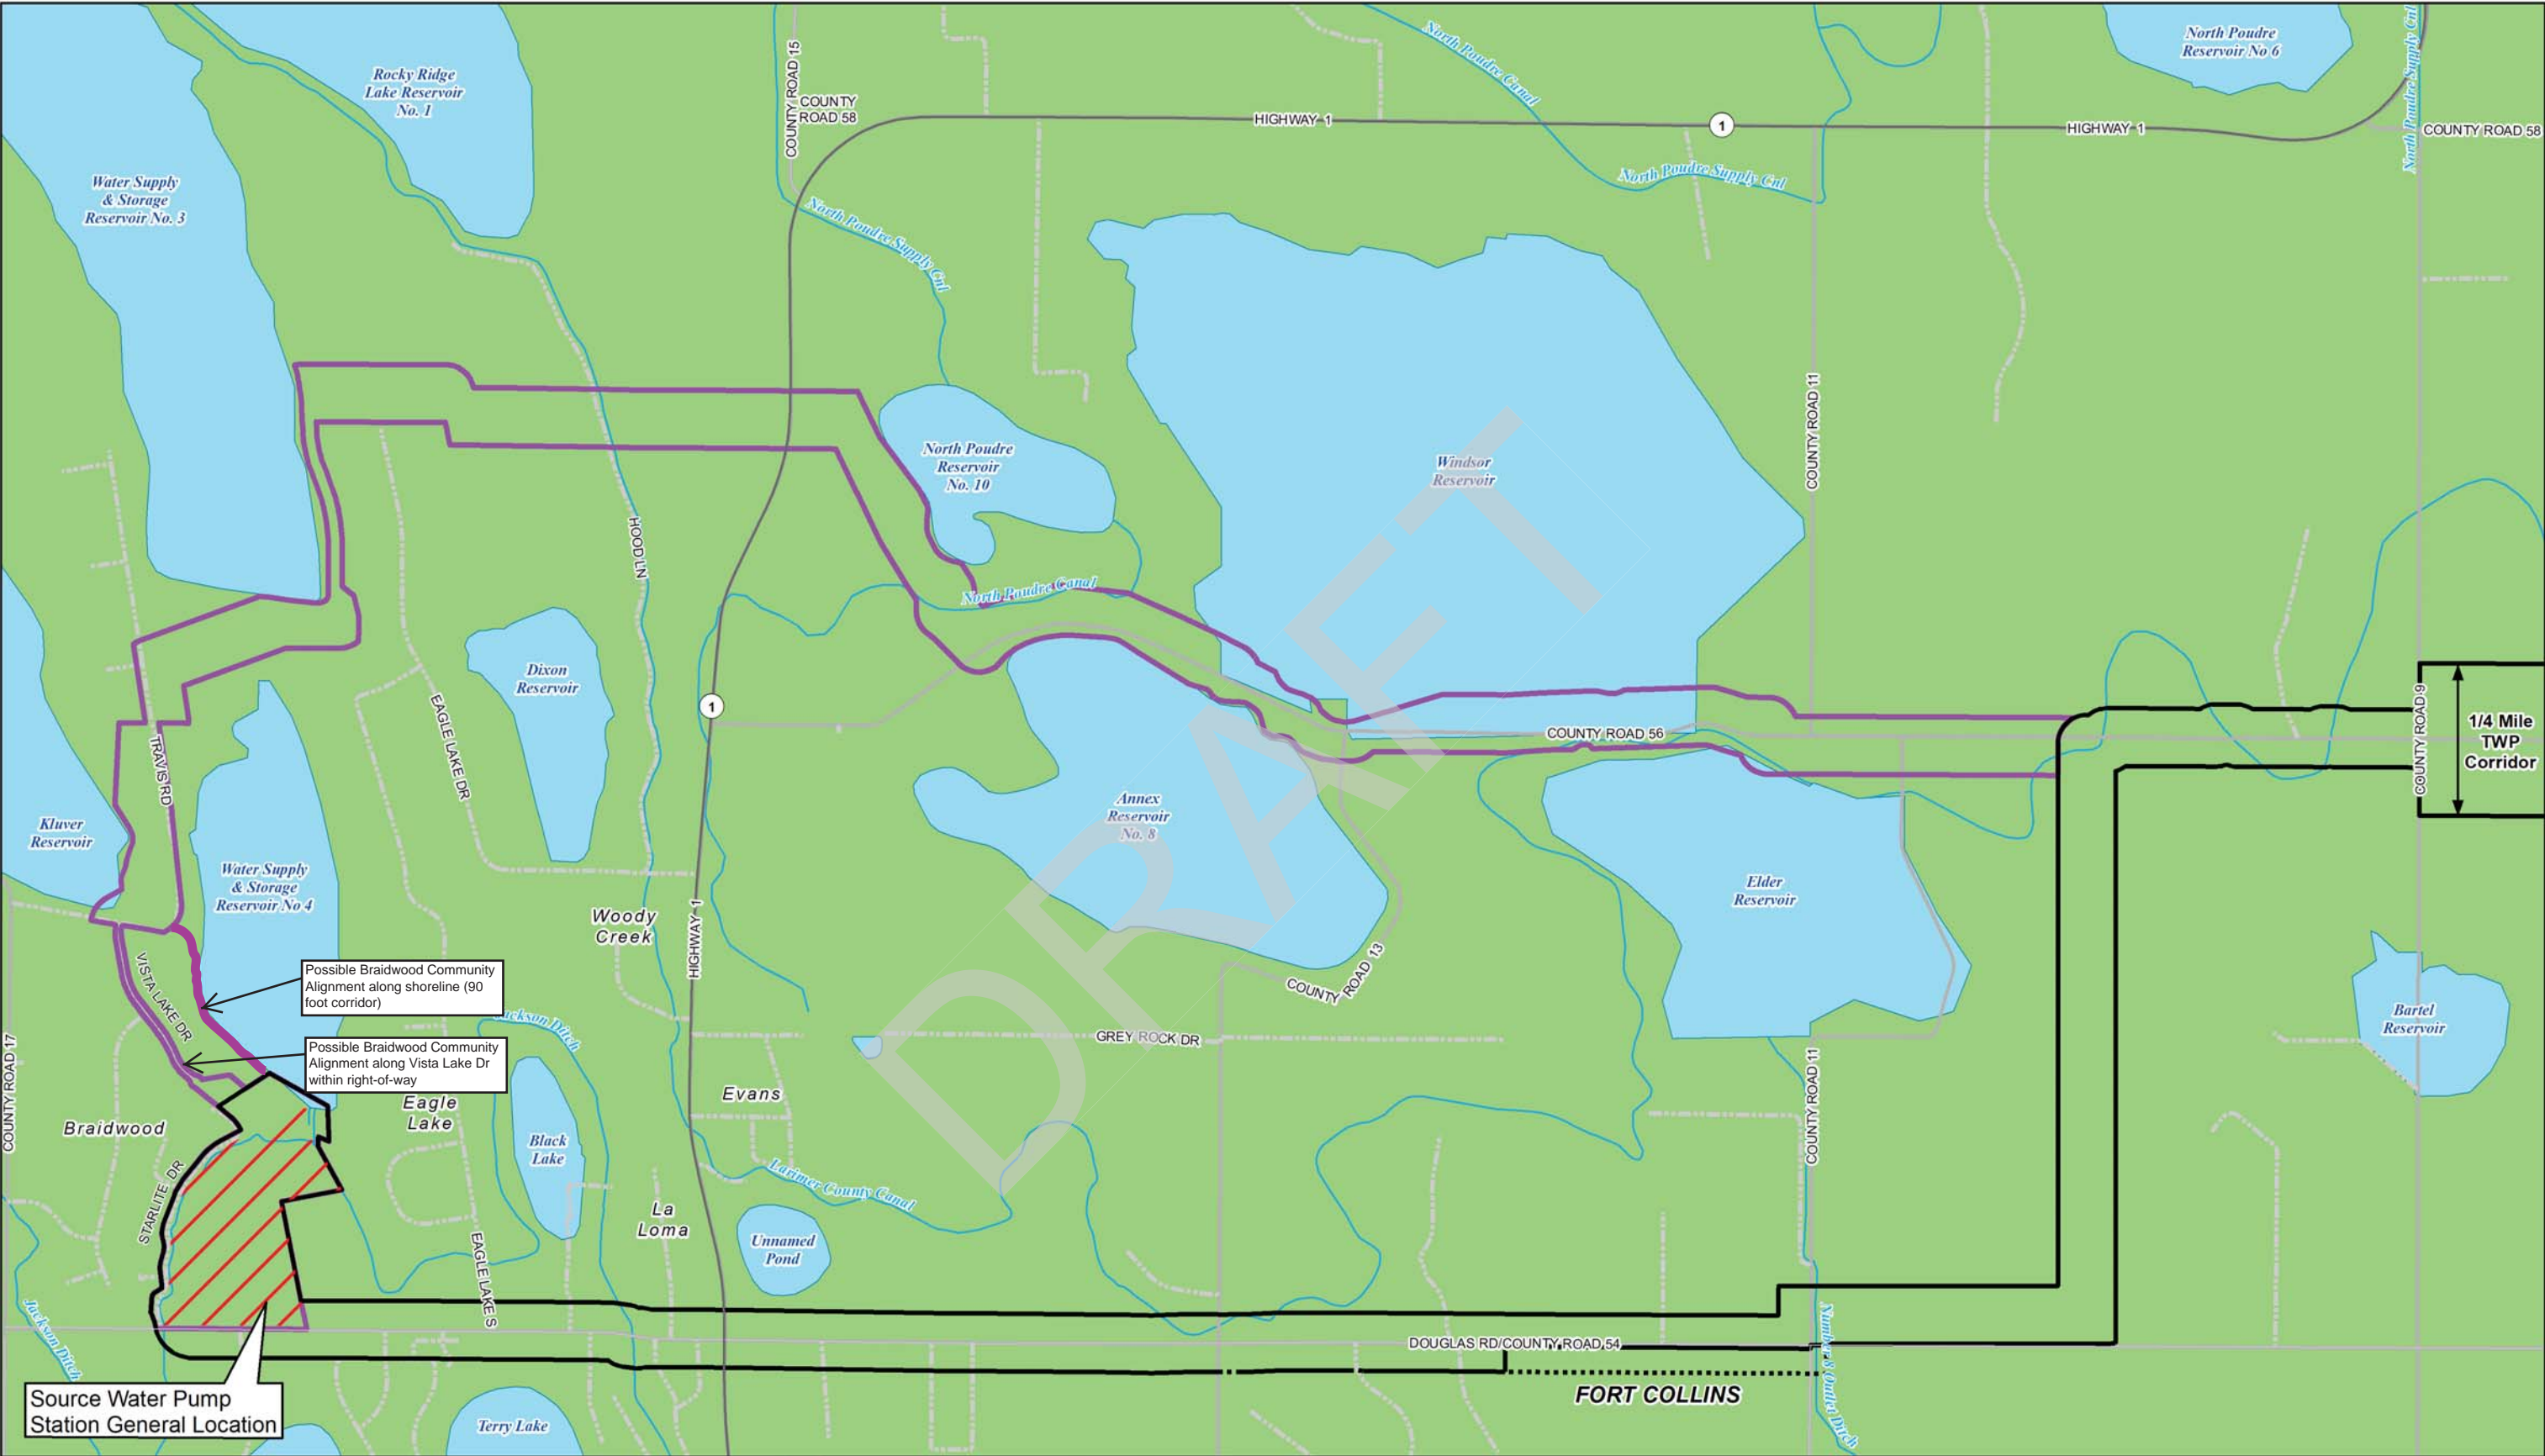 North Poudre Canal
North Poudre
Reservoir No 6
North Poudre Supply Cnl
COUNTY ROAD 15
Rocky Ridge
Lake Reservoir
No. 1
COUNTY
ROAD 58
HIGHWAY 1
1
HIGHWAY 1
COUNTY ROAD 58
Water Supply
& Storage
Reservoir No. 3
North Poudre Supply Cnl
North Poudre Supply Cnl
North Poudre
Reservoir
No. 10
Windsor
Reservoir
COUNTY ROAD 11
HOOD LN
North Poudre Canal
Dixon
Reservoir
EAGLE LAKE DR
1
TRAVIS RD
COUNTY ROAD 56
COUNTY ROAD 9
1/4 Mile
TWP
Corridor
Kluver
Reservoir
Annex
Reservoir
No. 8
Water Supply
& Storage
Reservoir No 4
Elder
Reservoir
Woody
Creek
HIGHWAY 1
VISTA LAKE DR
Possible Braidwood Community
Alignment along shoreline (90
foot corridor)
COUNTY ROAD 13
Jackson Ditch
Bartel
Reservoir
COUNTY ROAD 17
Possible Braidwood Community
Alignment along Vista Lake Dr
within right-of-way
GREY ROCK DR
COUNTY ROAD 11
Evans
Eagle
Lake
Braidwood
Black
Lake
STARLITE DR
Larimer County Canal
La
Loma
Unnamed
Pond
EAGLE LAKE S
Jackson Ditch
DOUGLAS RD/COUNTY ROAD 54
Number 8 Outlet Ditch
Source Water Pump
Station General Location
FORT COLLINS
Terry Lake
DRAFT